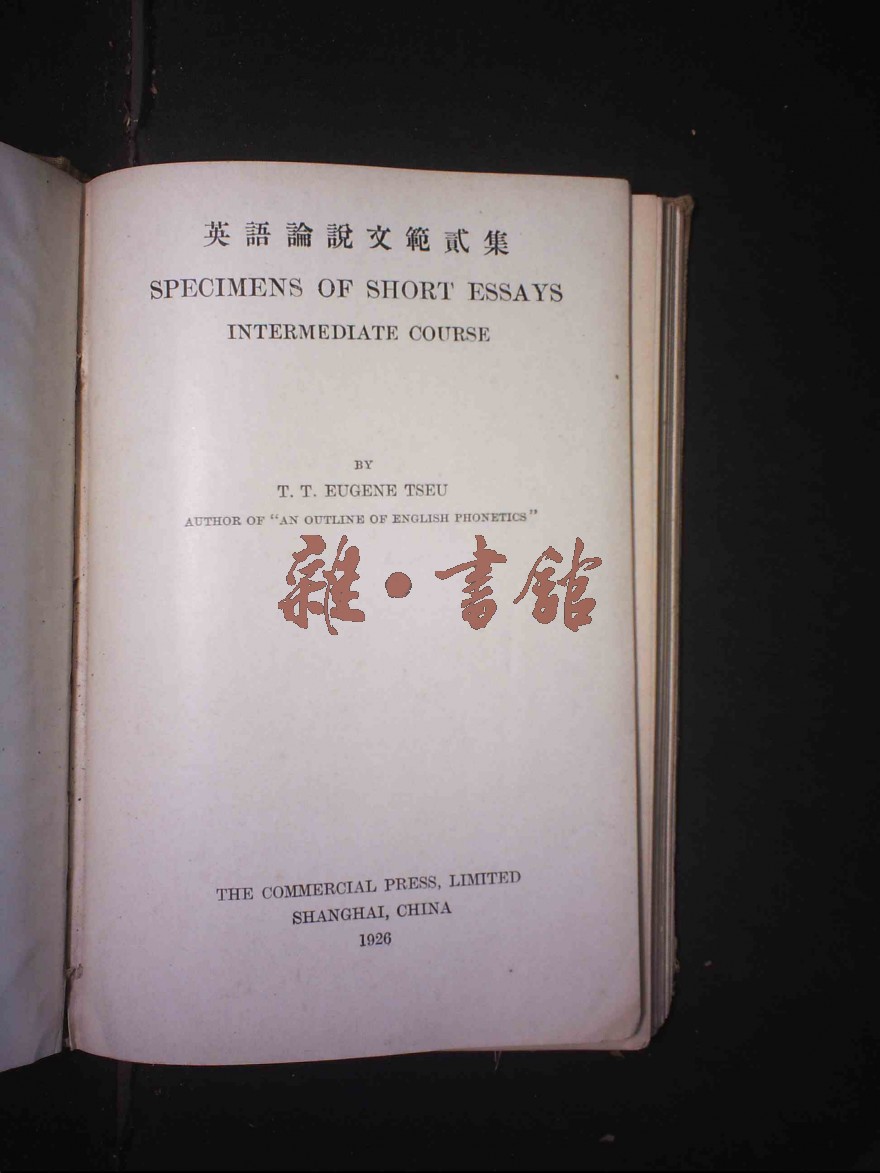 英語論說文範貳集
SPECIMENS OF SHORT ESSAYS
INTERMEDIATE COURSE
BY
T. T. EUGENE TSEU
AUTHOR OF "AN OUTLINE OF ENGLISH PHONETICS"
雜·書館
THE COMMERCIAL PRESS, LIMITED
SHANGHAI, CHINA
1926